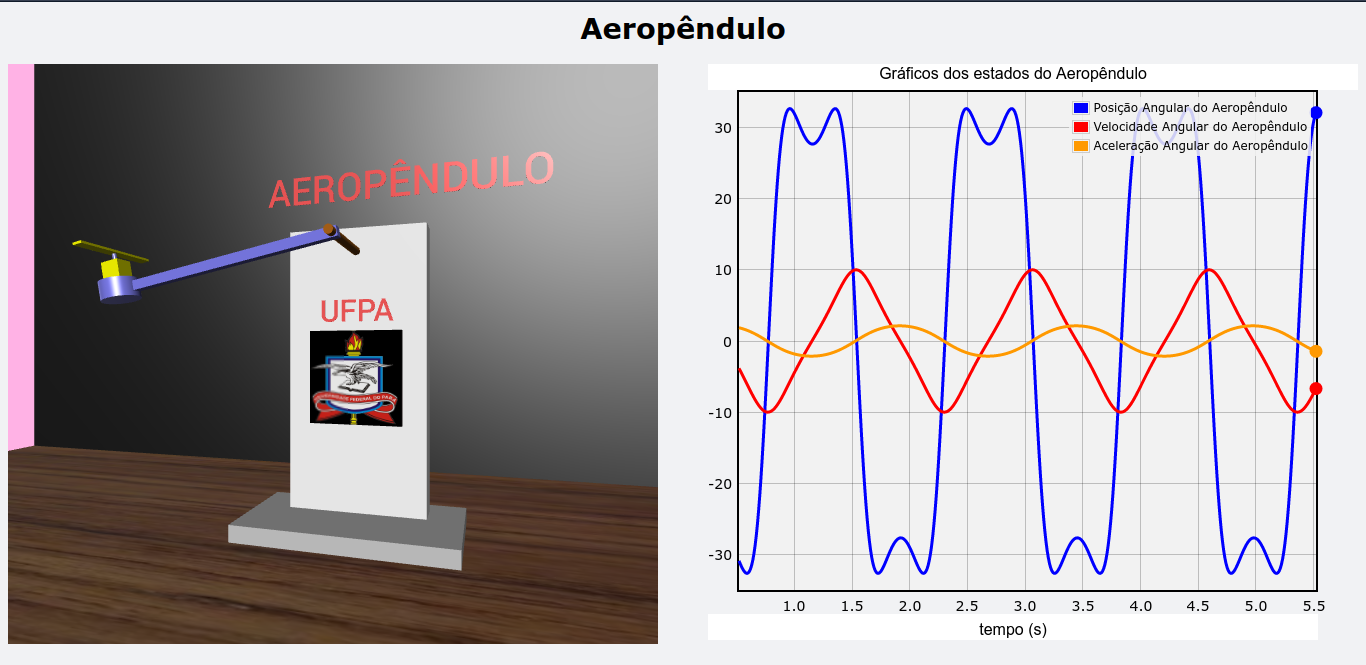 Aeropêndulo
AEROPÊNDULO
UFPA
UNIVERSIDADE FEDERAL DO PARÁ
Gráficos dos estados do Aeropêndulo
Posição Angular do Aeropêndulo
Velocidade Angular do Aeropêndulo
Aceleração Angular do Aeropêndulo
30
20
10
0
-10
-20
-30
1.0 1.5 2.0 2.5 3.0 3.5 4.0 4.5 5.0 5.5
tempo (s)